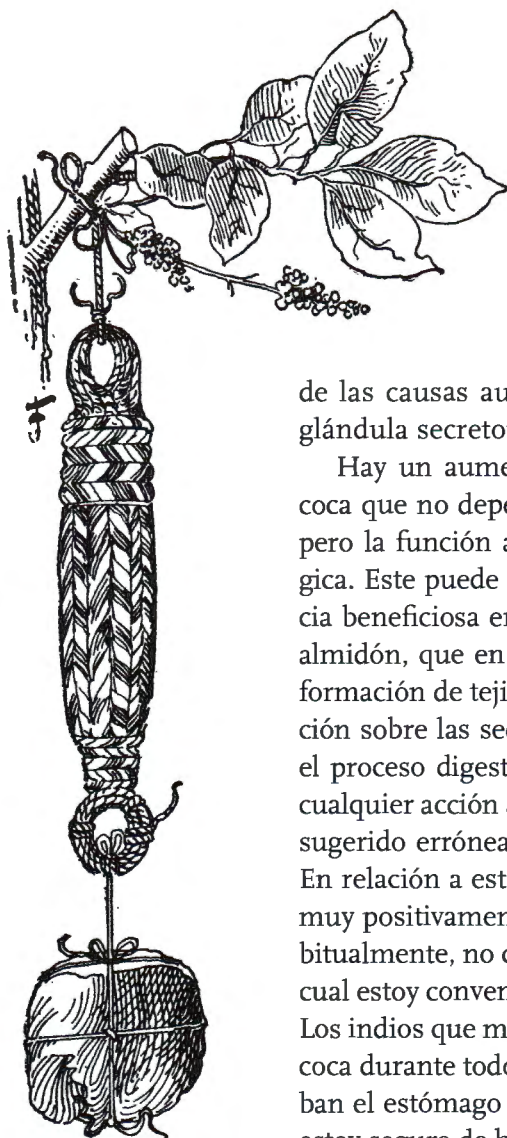 de las causas au
glándula secreto
Hay un aume
coca que no depe
pero la función a
gica. Este puede
cia beneficiosa en
almidón, que en
formación de teji
ción sobre las sec
el proceso digest
cualquier acción
sugerido errónea
En relación a est
muy positivamen
bitualmente, no
cual estoy conven
Los indios que m
coca durante todo
ban el estómago